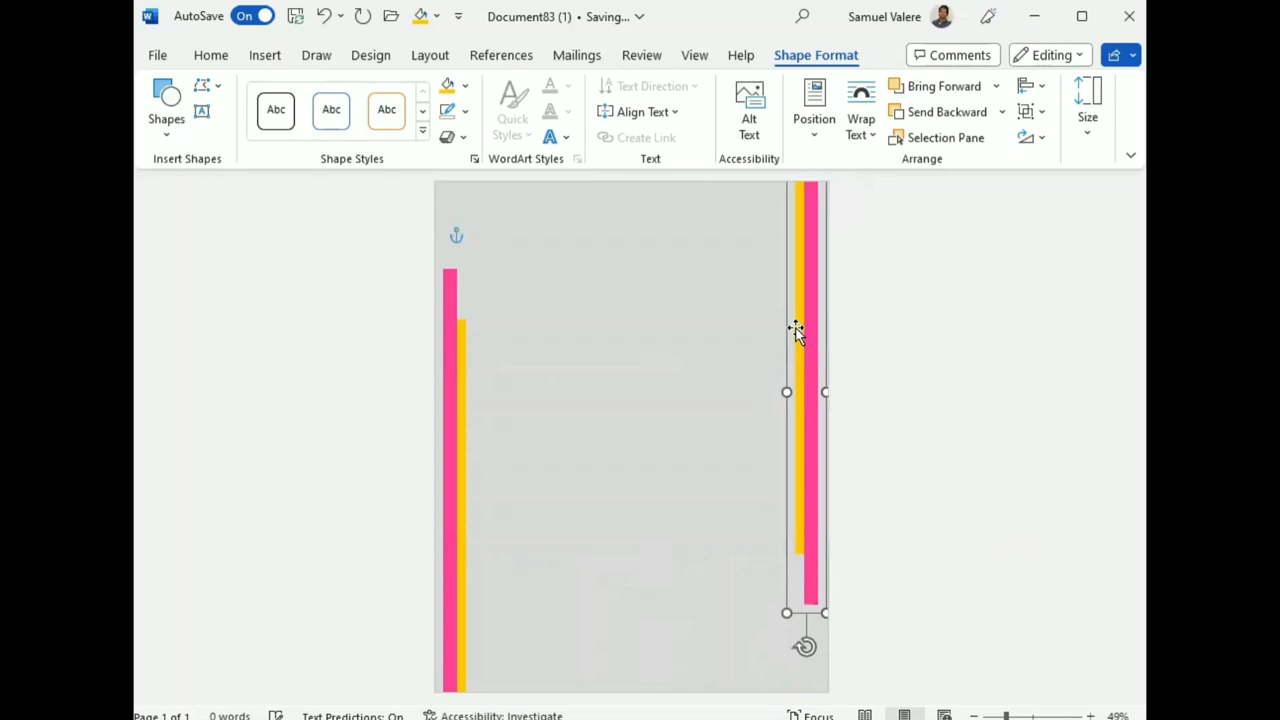 AutoSave On Document83 (1) • Saving... Samuel Valere
File Home Insert Draw Design Layout References Mailings Review View Help Shape Format Comments Editing
Shapes
Insert Shapes
Abc Abc Abc
Shape Styles
Quick Styles
WordArt Styles
Text Direction
Align Text
Create Link
Text
Alt Text
Accessibility
Position
Wrap Text
Bring Forward
Send Backward
Selection Pane
Arrange
Size
Page 1 of 1 0 words Text Predictions: On Accessibility: Investigate Focus 49%